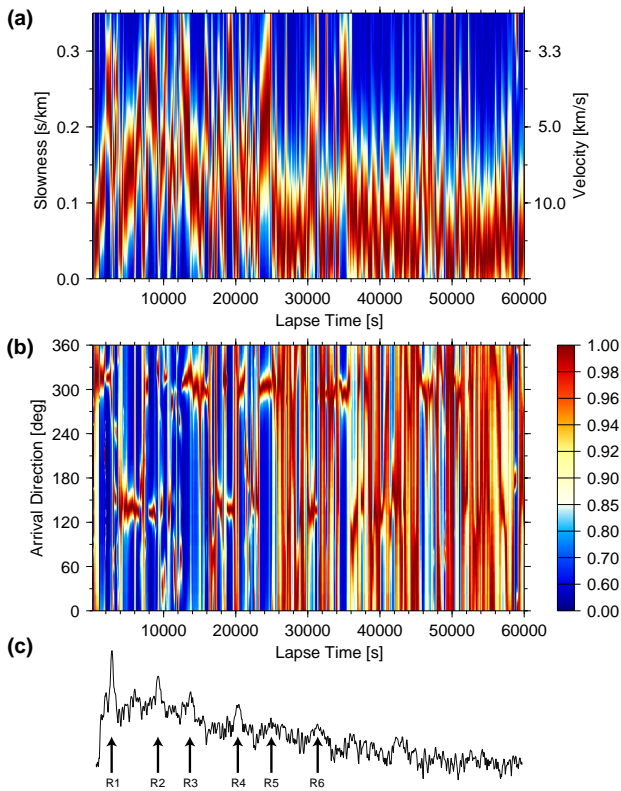 (a)
0.3
0.2
0.1
0.0
Slowness [s/km]
3.3
5.0
10.0
Velocity [km/s]
10000 20000 30000 40000 50000 60000
Lapse Time [s]
(b)
360
300
240
180
120
60
0
Arrival Direction [deg]
1.00
0.98
0.96
0.94
0.92
0.90
0.85
0.80
0.70
0.60
0.00
10000 20000 30000 40000 50000 60000
Lapse Time [s]
(c)
R1 R2 R3 R4 R5 R6